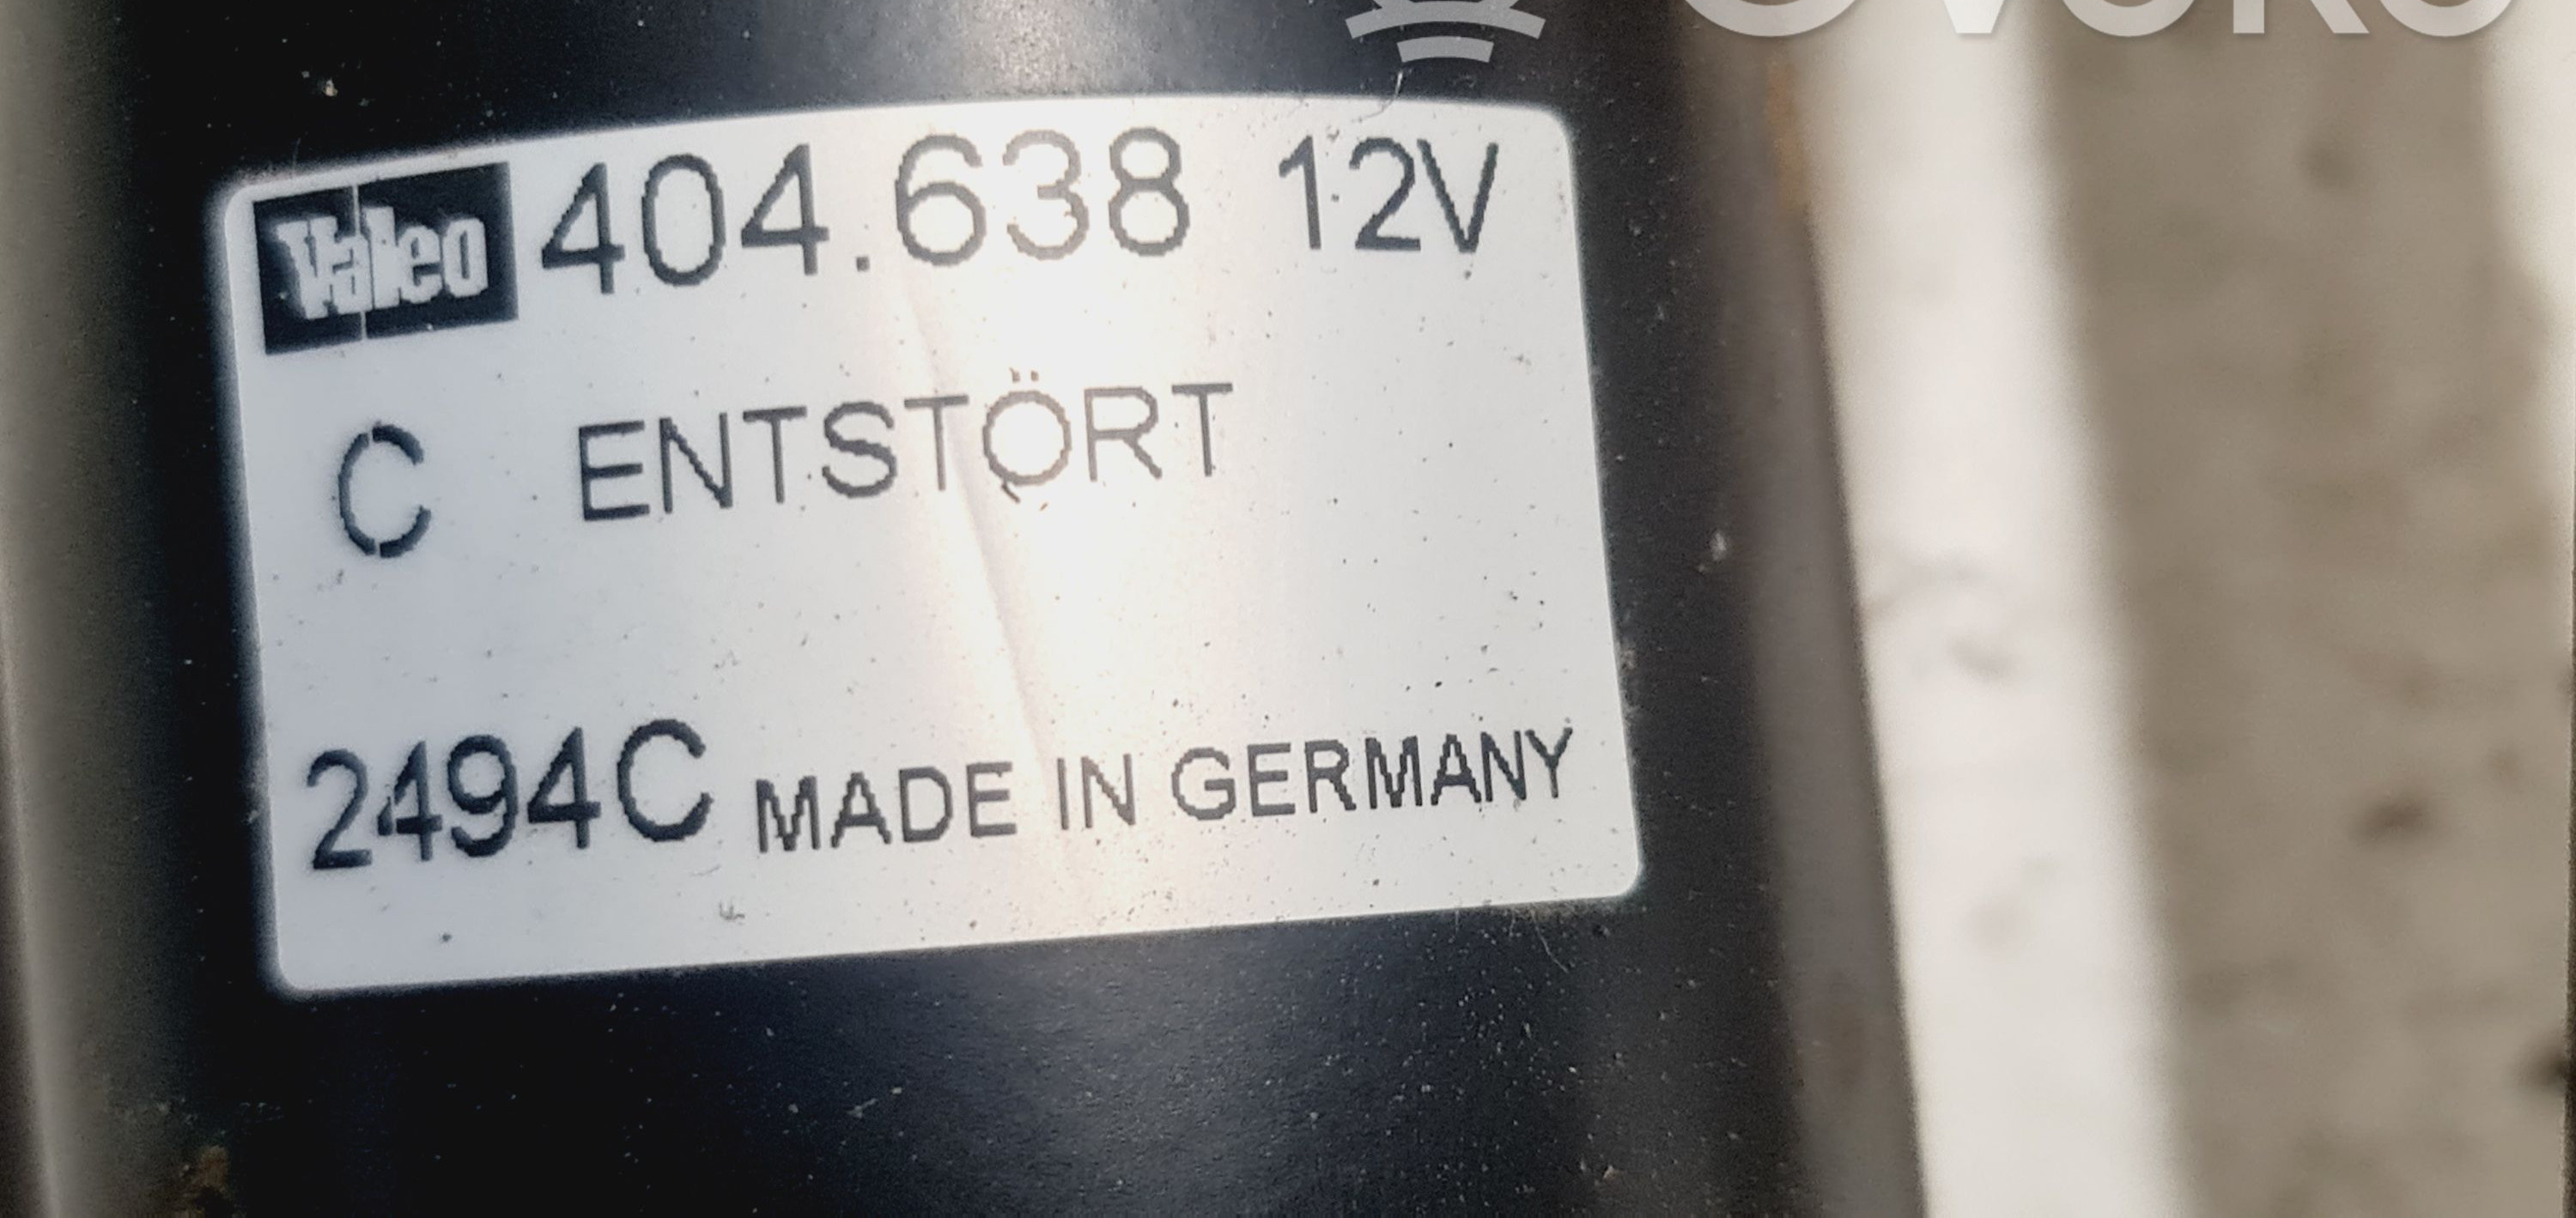 Valeo 404.638 12V
C ENTSTÖRT
2494C MADE IN GERMANY